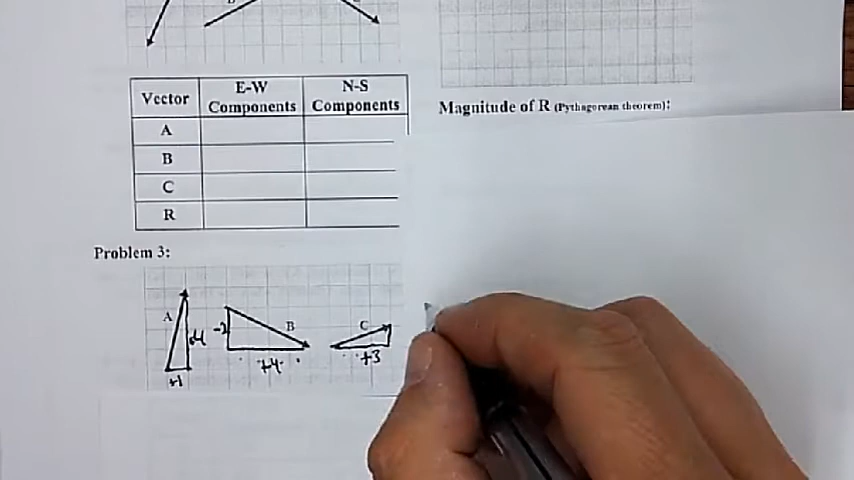 B
Vector E-W Components N-S Components
A
B
C
R
Magnitude of R (Pythagorean theorem):
Problem 3:
A +4 +1
-2 B +4
C +3